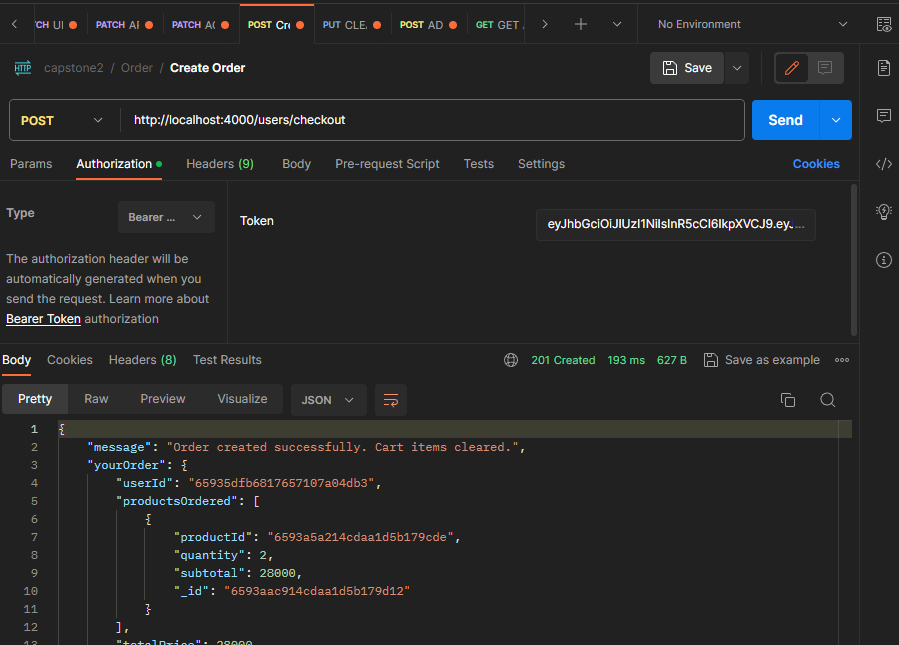 TCH UI PATCH AF PATCH AC POST Cre PUT CLE. POST AD GET GET . No Environment
HTTP capstone2 / Order / Create Order Save
POST http://localhost:4000/users/checkout Send
Params Authorization Headers (9) Body Pre-request Script Tests Settings Cookies
Type Bearer ... Token eyJhbGciOiJIUzI1NiIsInR5cCI6IkpXVCJ9.eyJ...
The authorization header will be
automatically generated when you
send the request. Learn more about
Bearer Token authorization
Body Cookies Headers (8) Test Results 201 Created 193 ms 627 B Save as example
Pretty Raw Preview Visualize JSON
1 {
2 "message": "Order created successfully. Cart items cleared.",
3 "yourOrder": {
4 "userId": "65935dfb6817657107a04db3",
5 "productsOrdered": [
6 {
7 "productId": "6593a5a214cdaa1d5b179cde",
8 "quantity": 2,
9 "subtotal": 28000,
10 "_id": "6593aac914cdaa1d5b179d12"
11 }
12 ],
13 "totalPrice": 28000